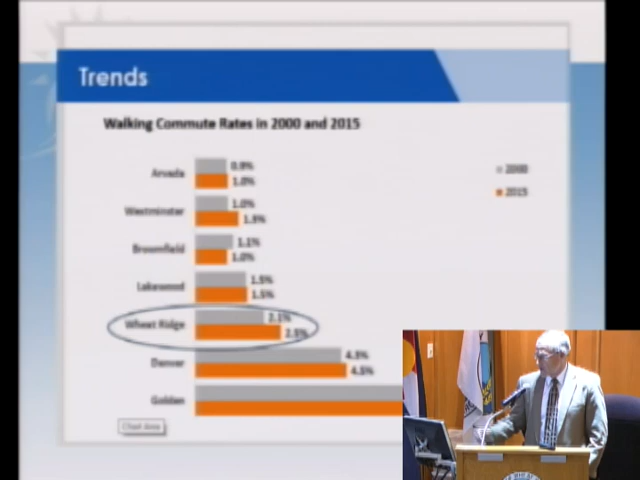 Trends
Walking Commute Rates in 2000 and 2015
Arvada 0.9%
1.0%
Westminster 1.0%
1.3%
Broomfield 1.1%
1.0%
Lakewood 1.5%
1.5%
Wheat Ridge 2.1%
2.5%
Denver 4.3%
4.5%
Golden
2000
2015
Chart Area